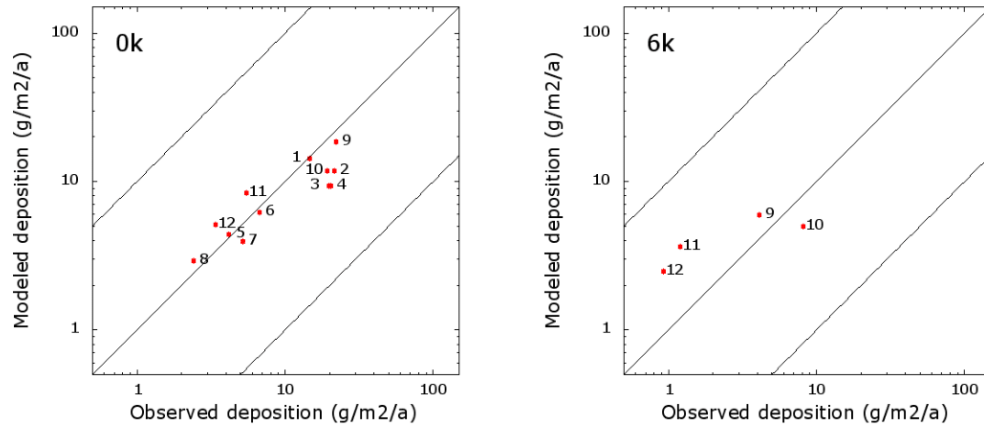 0k
Modeled deposition (g/m2/a)
100
10
1
9
1
10 2
3 4
11
6
12
5
7
8
1 10 100
Observed deposition (g/m2/a)
6k
Modeled deposition (g/m2/a)
100
10
1
9
10
11
12
1 10 100
Observed deposition (g/m2/a)